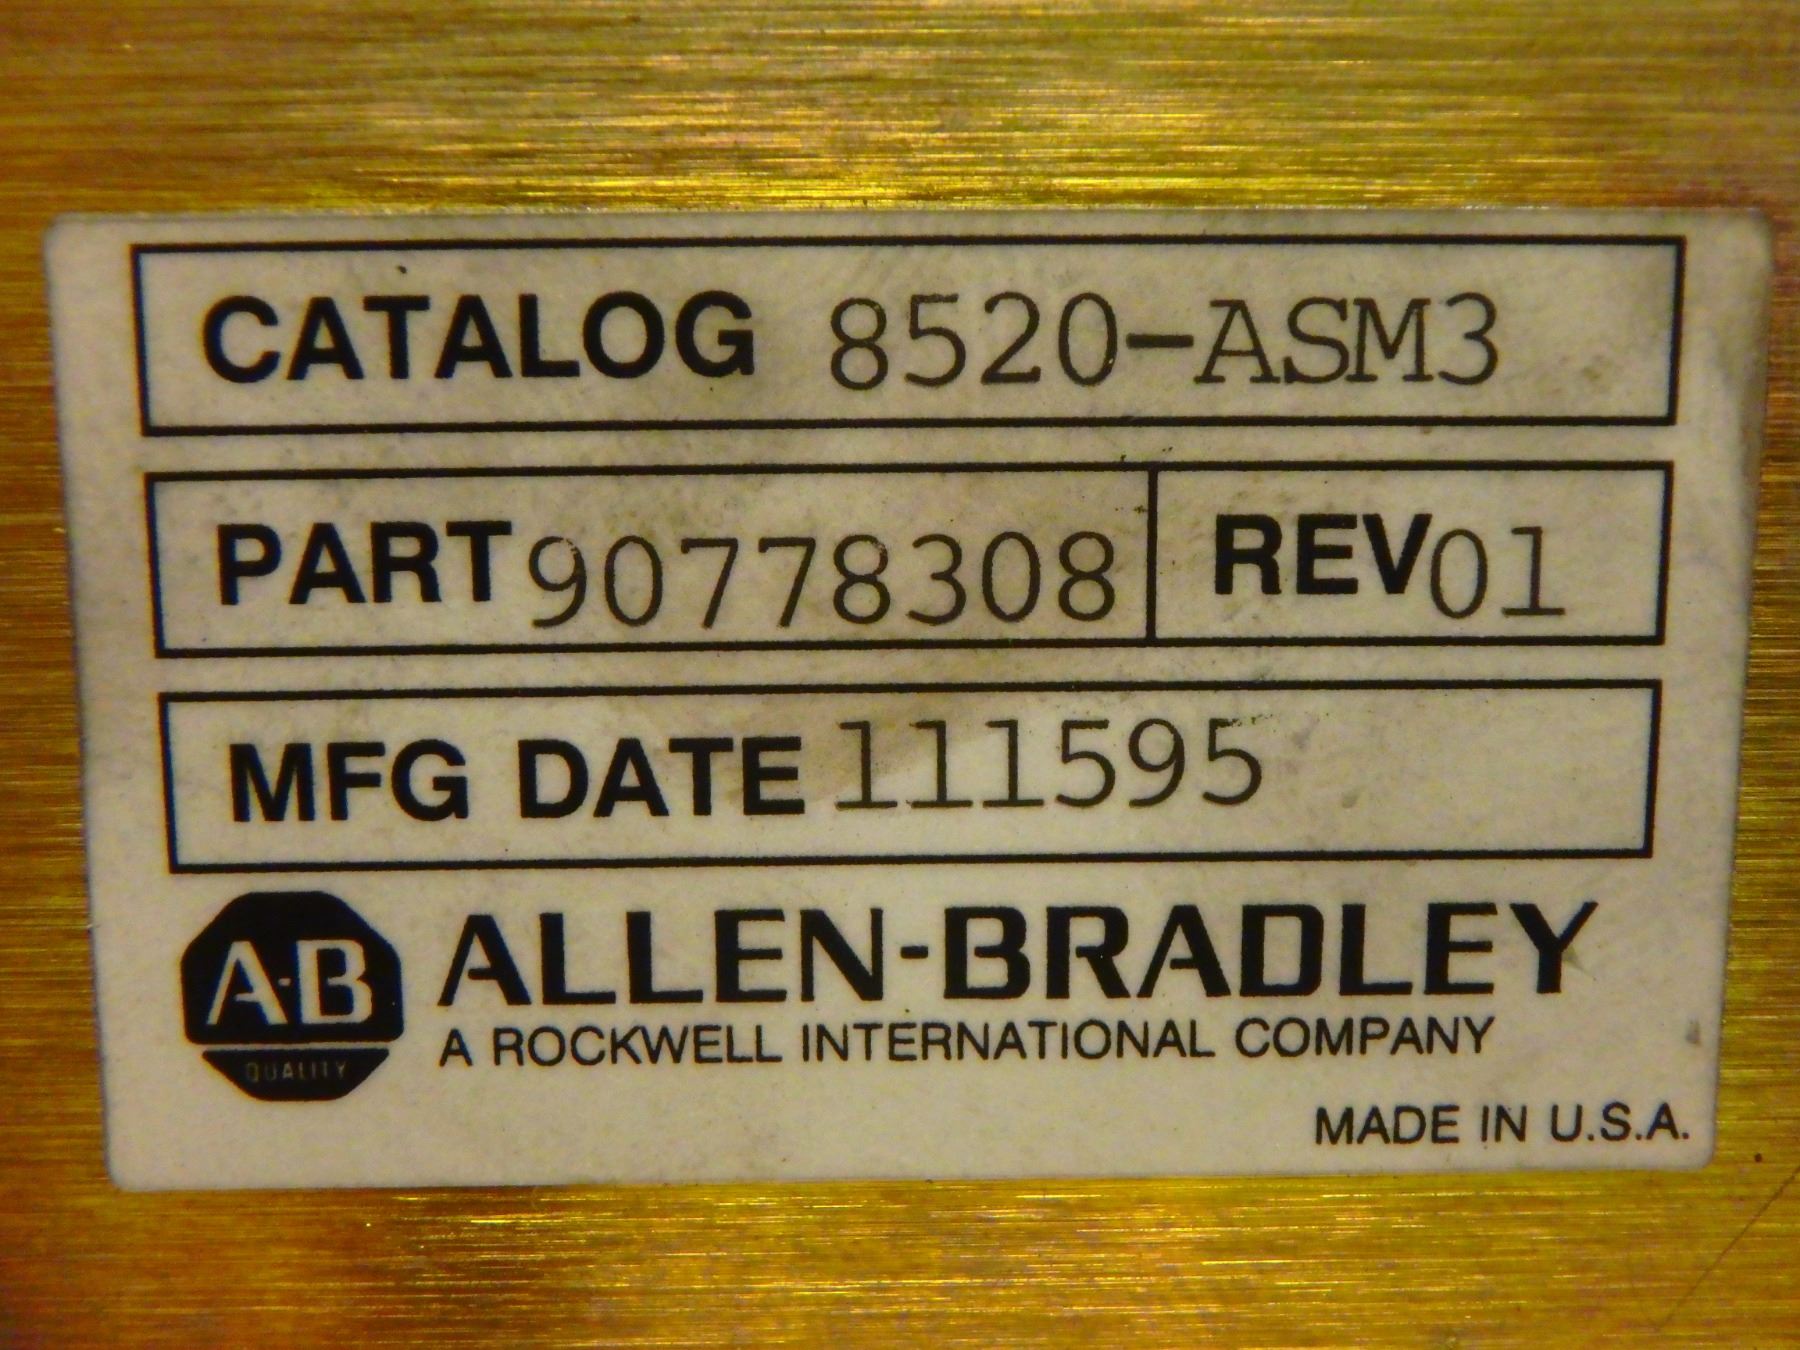 CATALOG 8520-ASM3
PART 90778308 REV 01
MFG DATE 111595
A-B
QUALITY
ALLEN-BRADLEY
A ROCKWELL INTERNATIONAL COMPANY
MADE IN U.S.A.